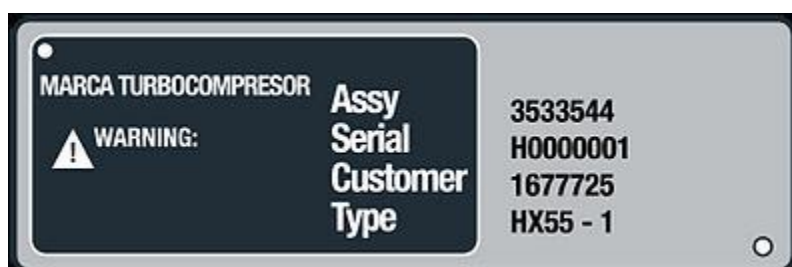 MARCA TURBOCOMPRESOR
WARNING:
Assy 3533544
Serial H0000001
Customer 1677725
Type HX55 - 1